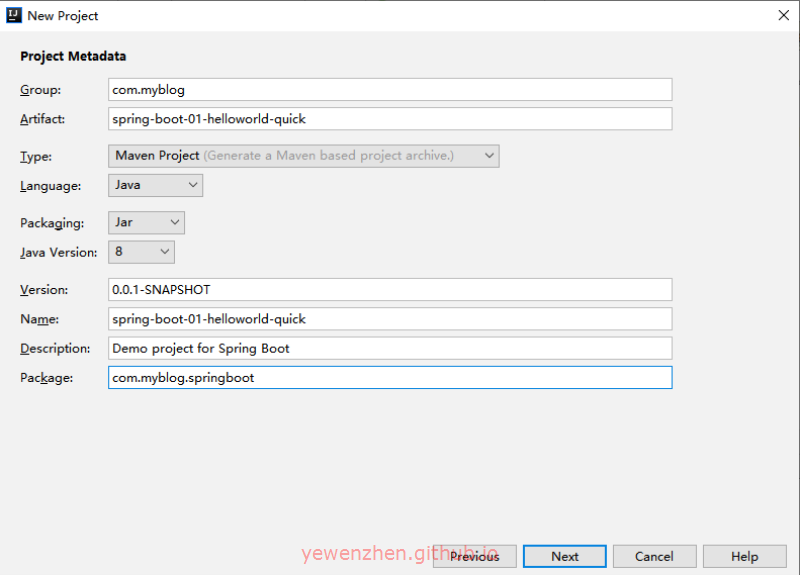 New Project
Project Metadata
Group: com.myblog
Artifact: spring-boot-01-helloworld-quick
Type: Maven Project (Generate a Maven based project archive.)
Language: Java
Packaging: Jar
Java Version: 8
Version: 0.0.1-SNAPSHOT
Name: spring-boot-01-helloworld-quick
Description: Demo project for Spring Boot
Package: com.myblog.springboot
yewenzhen.github.io
Previous Next Cancel Help